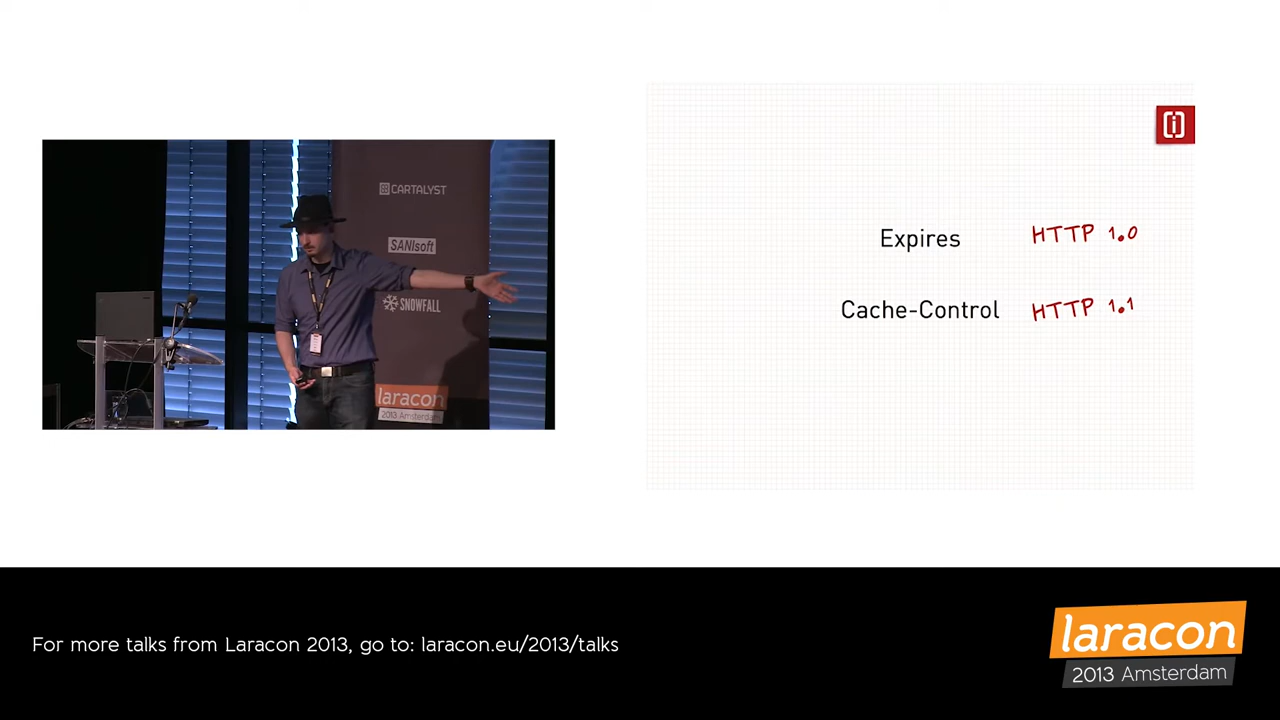 CARTALYST
SANIsoft
SNOWFALL
laracon
2013 Amsterdam
Expires HTTP 1.0
Cache-Control HTTP 1.1
For more talks from Laracon 2013, go to: laracon.eu/2013/talks
laracon
2013 Amsterdam